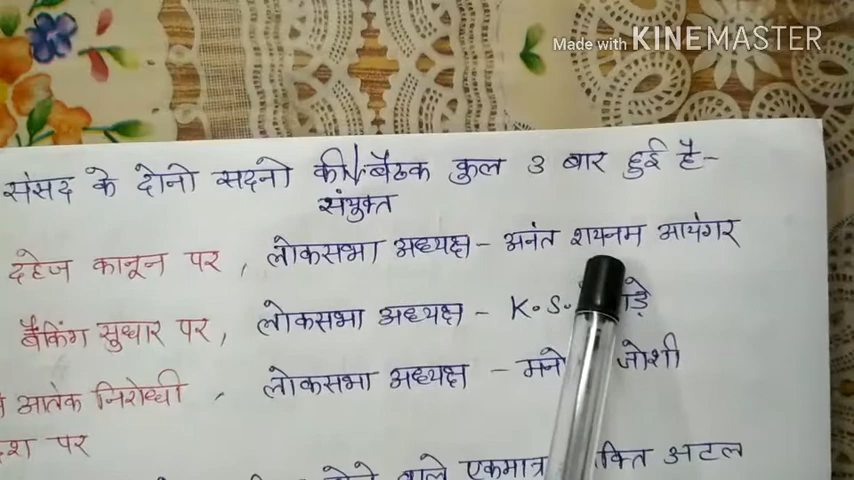 Made with KINEMASTER
संसद के दोनो सदनो की बैठक कुल 3 बार हुई है-
संयुक्त
दहेज कानून पर, लोकसभा अध्यक्ष - अनंत शयनम आयंगर
बैंकिंग सुधार पर, लोकसभा अध्यक्ष - K.S.
आतंक निरोधी, लोकसभा अध्यक्ष - जोशी
पर
वाले एकमात्र अटल